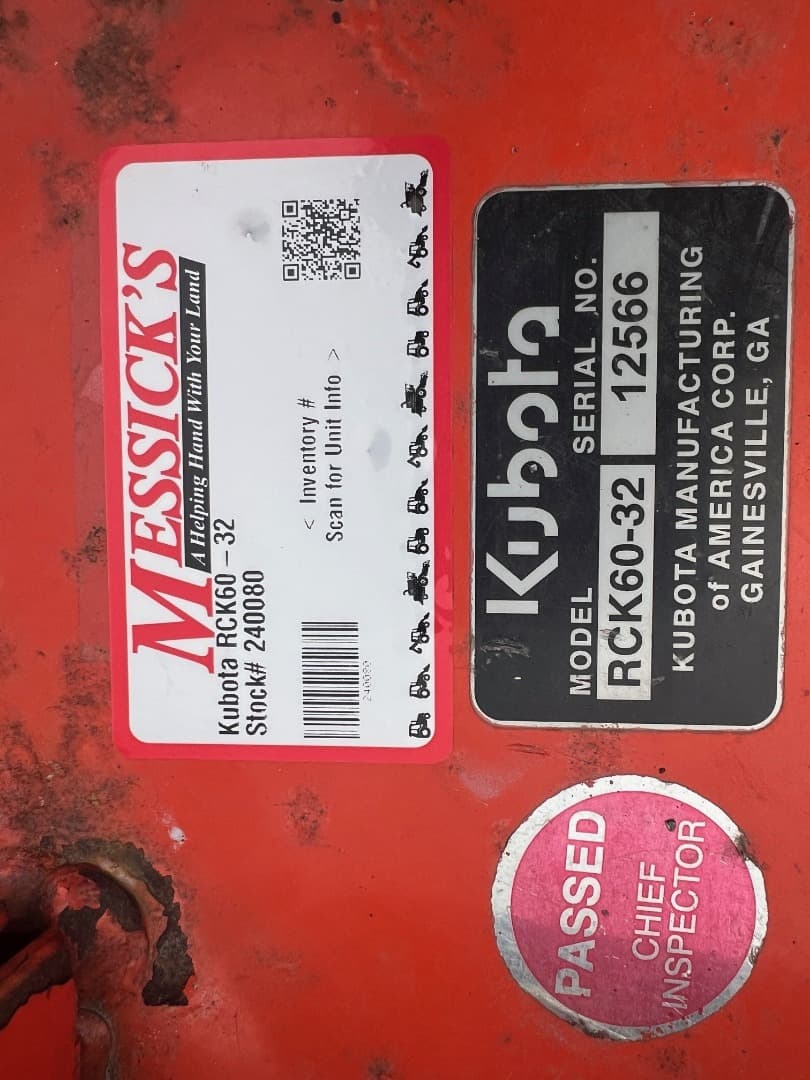 MESSICK'S
A Helping Hand With Your Land
Kubota RCK60 – 32
Stock# 240080
< Inventory #
Scan for Unit Info >
240080
Kubota
MODEL SERIAL NO.
RCK60-32 12566
KUBOTA MANUFACTURING
of AMERICA CORP.
GAINESVILLE, GA
PASSED
CHIEF
INSPECTOR